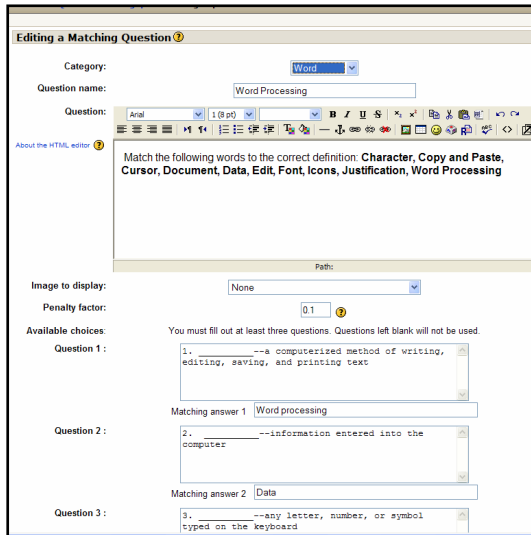 Editing a Matching Question
Category: Word
Question name: Word Processing
Question: Arial 1 (8 pt) B I U S
About the HTML editor
Match the following words to the correct definition: Character, Copy and Paste,
Cursor, Document, Data, Edit, Font, Icons, Justification, Word Processing
Path:
Image to display: None
Penalty factor: 0.1
Available choices: You must fill out at least three questions. Questions left blank will not be used.
Question 1 : 1. __________--a computerized method of writing,
editing, saving, and printing text
Matching answer 1 Word processing
Question 2 : 2. __________--information entered into the
computer
Matching answer 2 Data
Question 3 : 3. __________--any letter, number, or symbol
typed on the keyboard